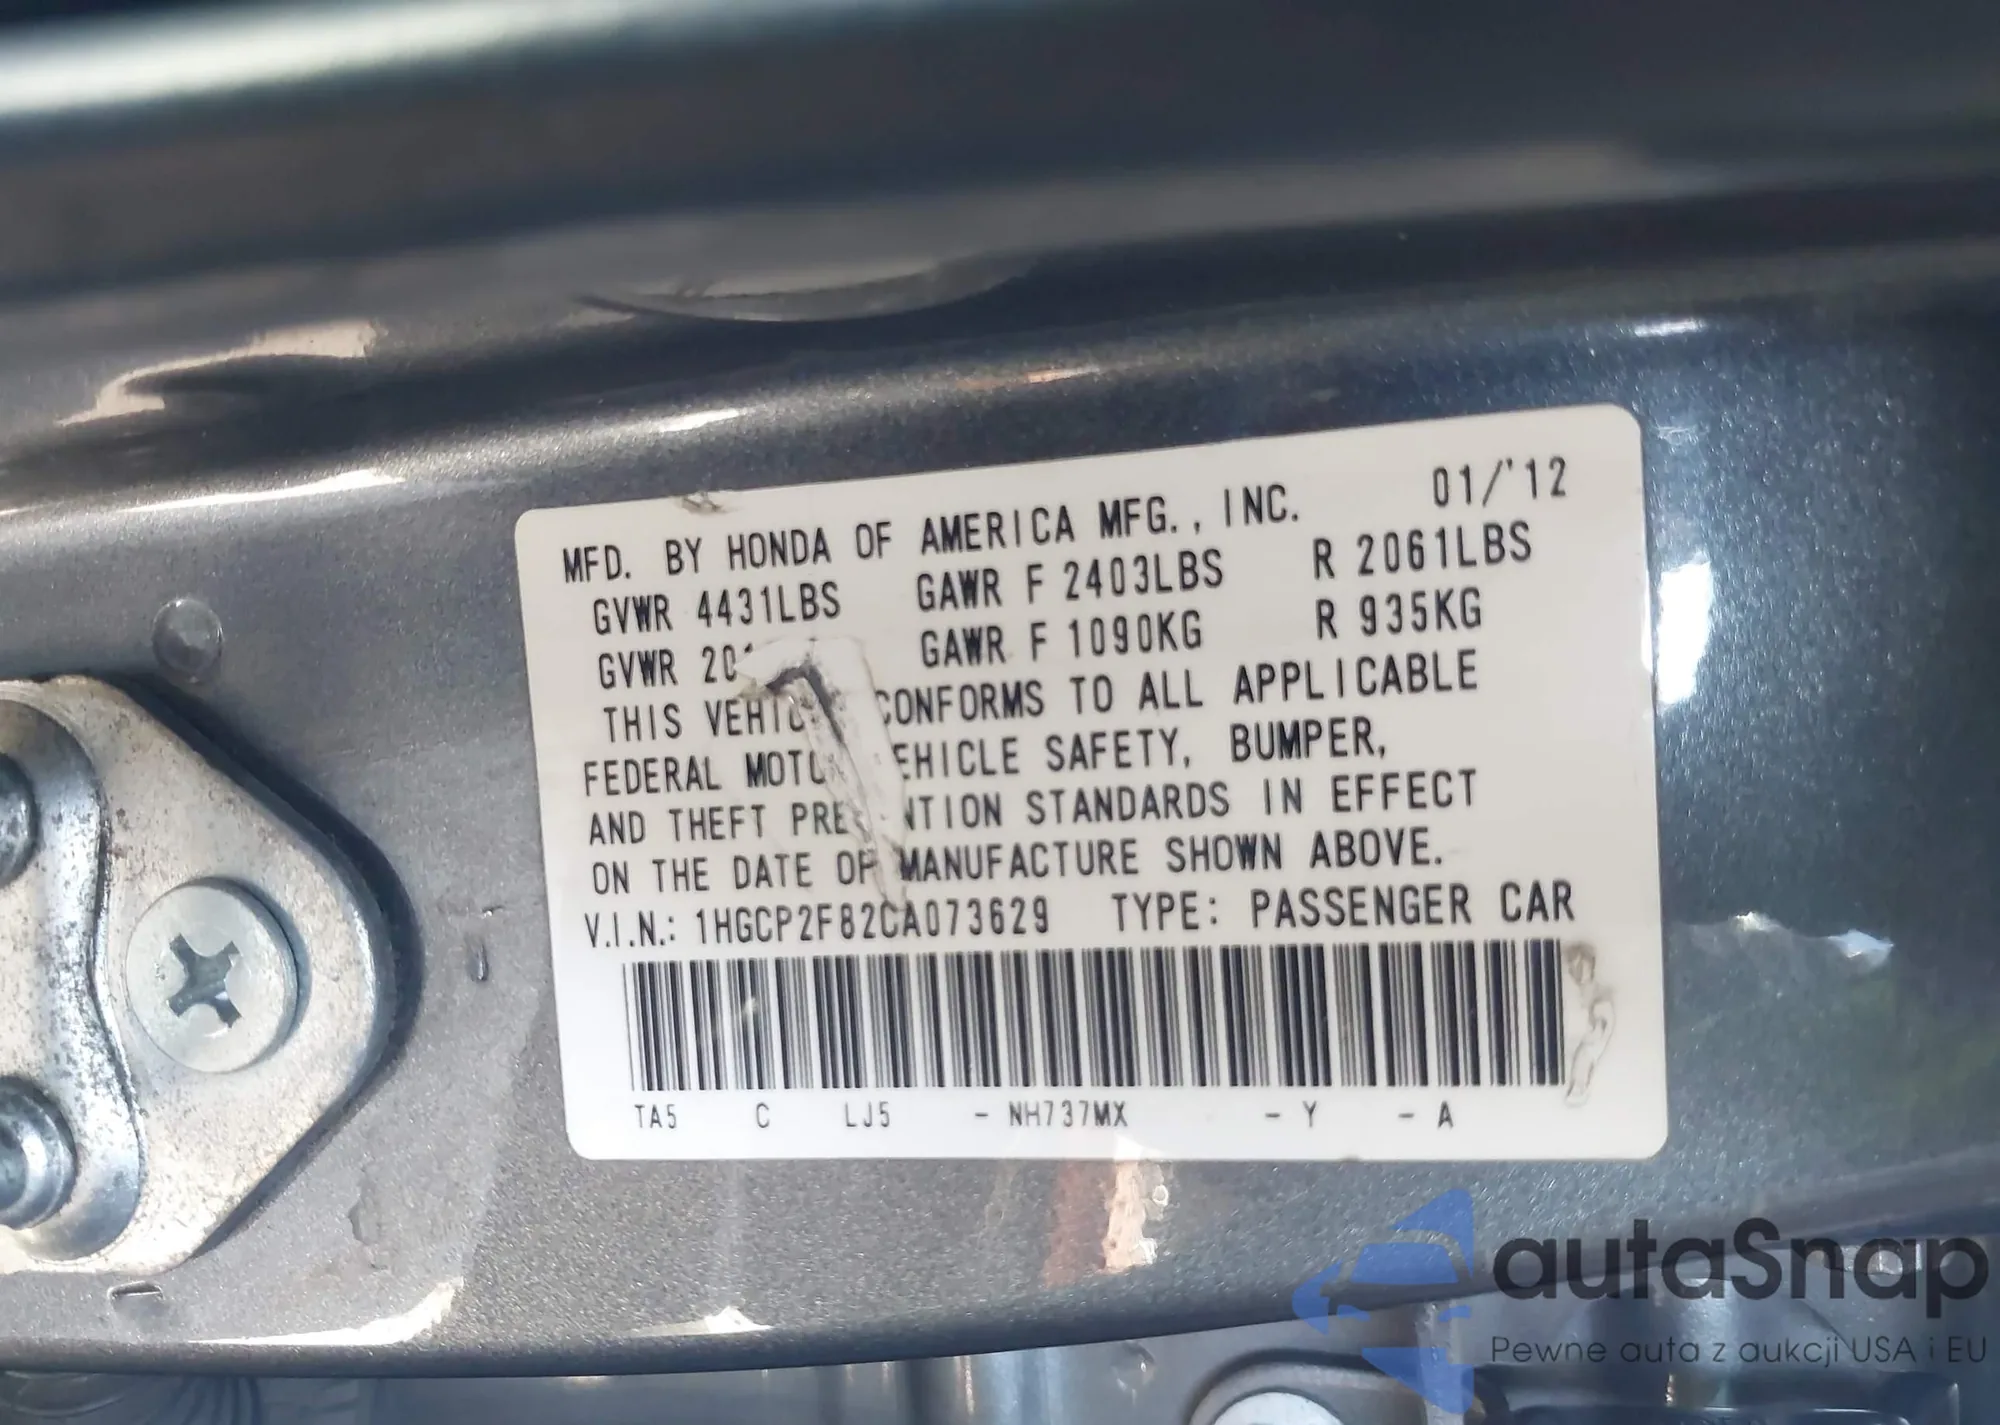 MFD. BY HONDA OF AMERICA MFG., INC. 01/'12
GVWR 4431LBS GAWR F 2403LBS R 2061LBS
GVWR GAWR F 1090KG R 935KG
THIS CONFORMS TO ALL APPLICABLE
FEDERAL SAFETY, BUMPER,
AND THEFT STANDARDS IN EFFECT
ON THE DATE OF MANUFACTURE SHOWN ABOVE.
V.I.N.: 1HGCP2F82CA073629 TYPE: PASSENGER CAR
TA5 C LJ5 - NH737MX - Y - A
autaSnap
Pewne auta z aukcji USA i EU